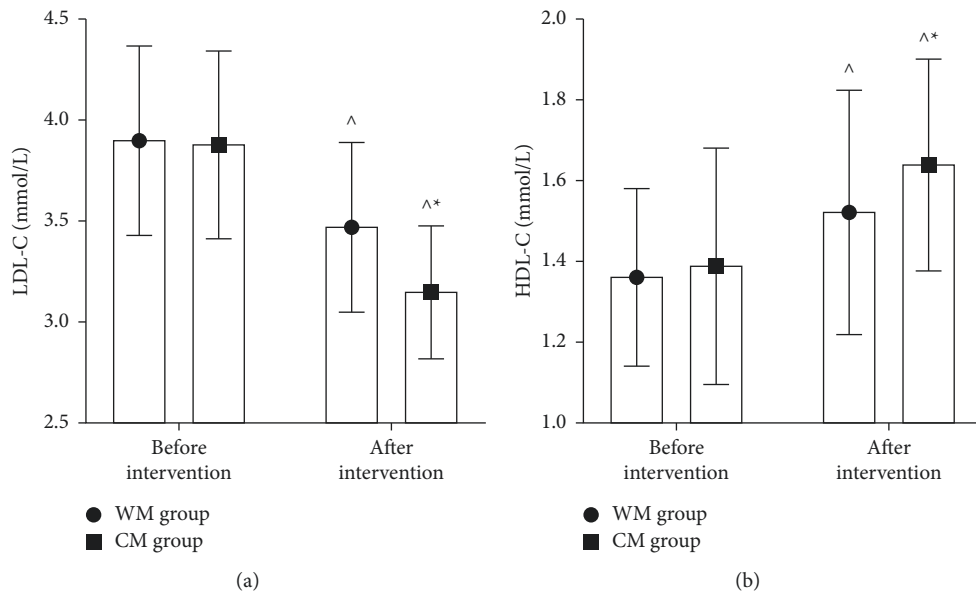 4.5
4.0
3.5
3.0
2.5
LDL-C (mmol/L)
^
^*
Before
intervention
After
intervention
WM group
CM group
(a)
2.0
1.8
1.6
1.4
1.2
1.0
HDL-C (mmol/L)
^
^*
Before
intervention
After
intervention
WM group
CM group
(b)